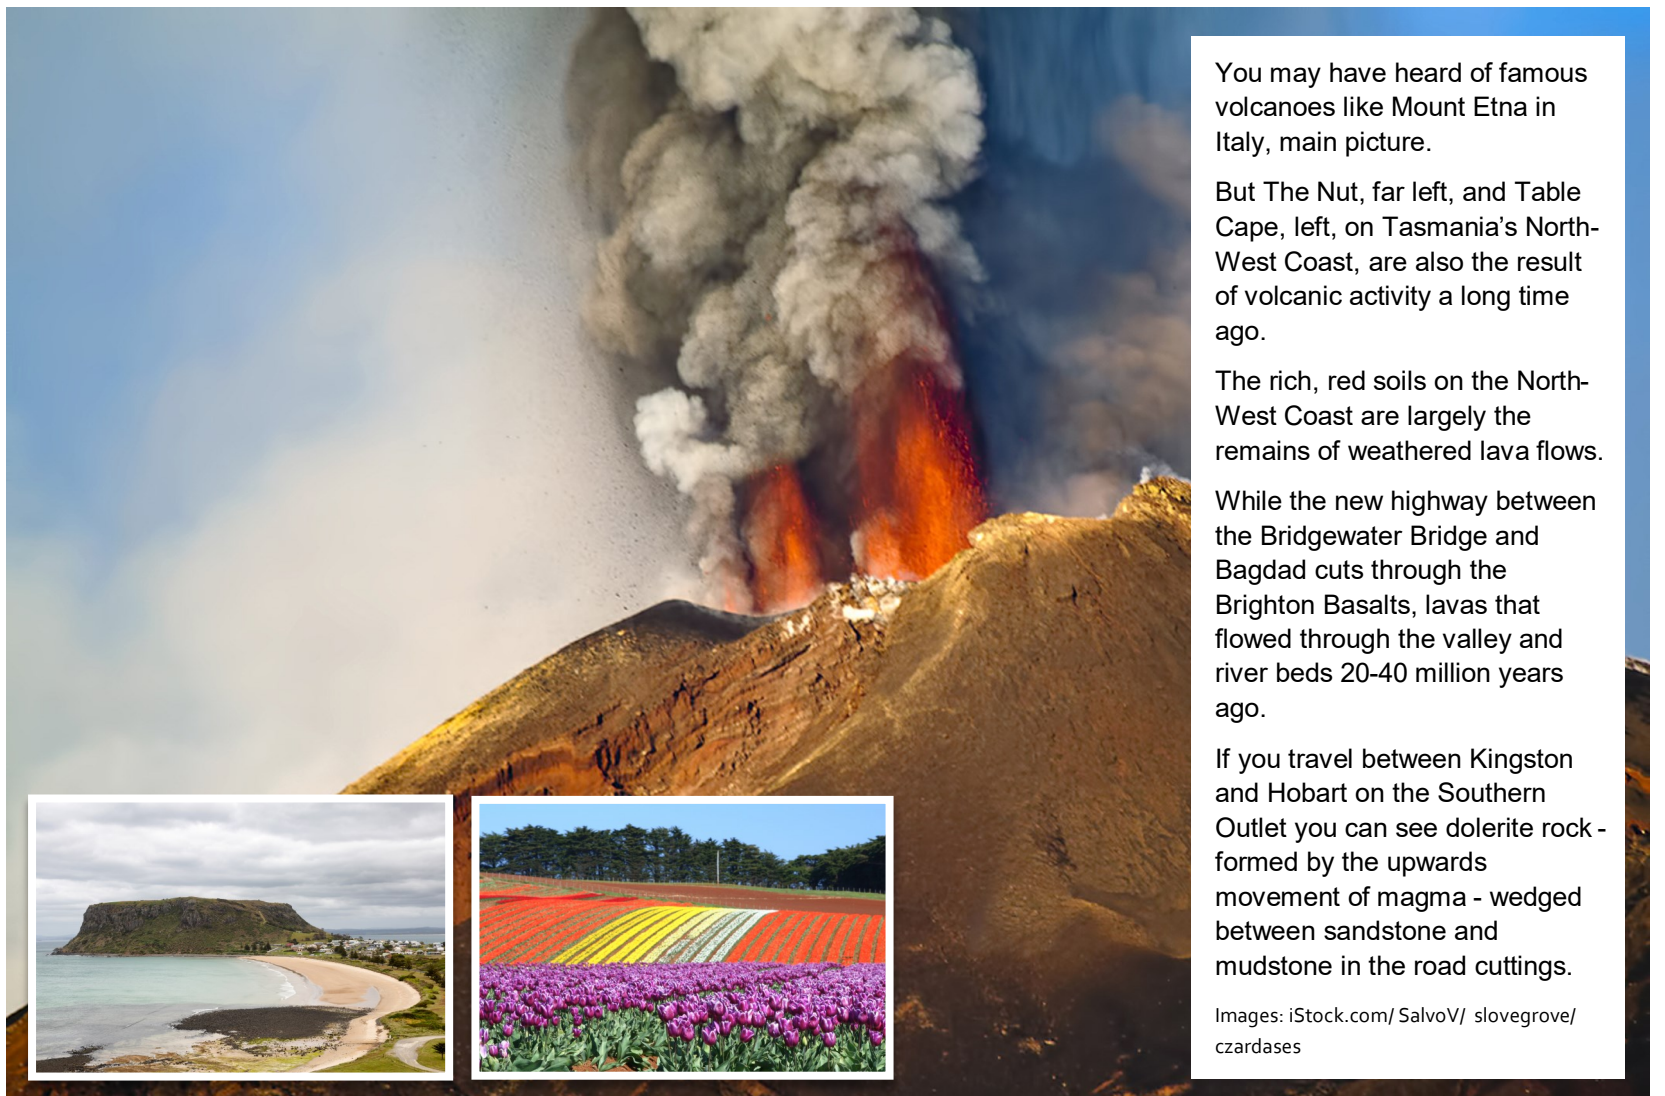 You may have heard of famous
volcanoes like Mount Etna in
Italy, main picture.
But The Nut, far left, and Table
Cape, left, on Tasmania’s North-
West Coast, are also the result
of volcanic activity a long time
ago.
The rich, red soils on the North-
West Coast are largely the
remains of weathered lava flows.
While the new highway between
the Bridgewater Bridge and
Bagdad cuts through the
Brighton Basalts, lavas that
flowed through the valley and
river beds 20-40 million years
ago.
If you travel between Kingston
and Hobart on the Southern
Outlet you can see dolerite rock -
formed by the upwards
movement of magma - wedged
between sandstone and
mudstone in the road cuttings.
Images: iStock.com/ SalvoV/ slovegrove/
czardases